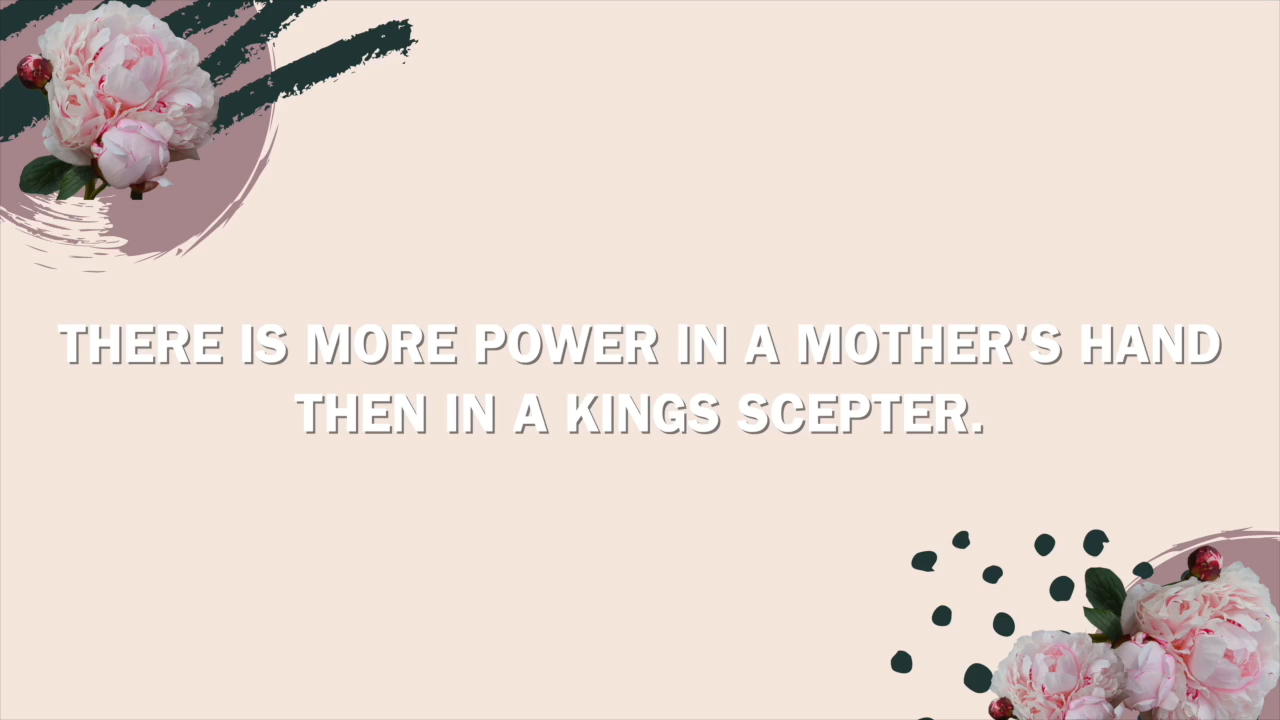 THERE IS MORE POWER IN A MOTHER'S HAND
THEN IN A KINGS SCEPTER.